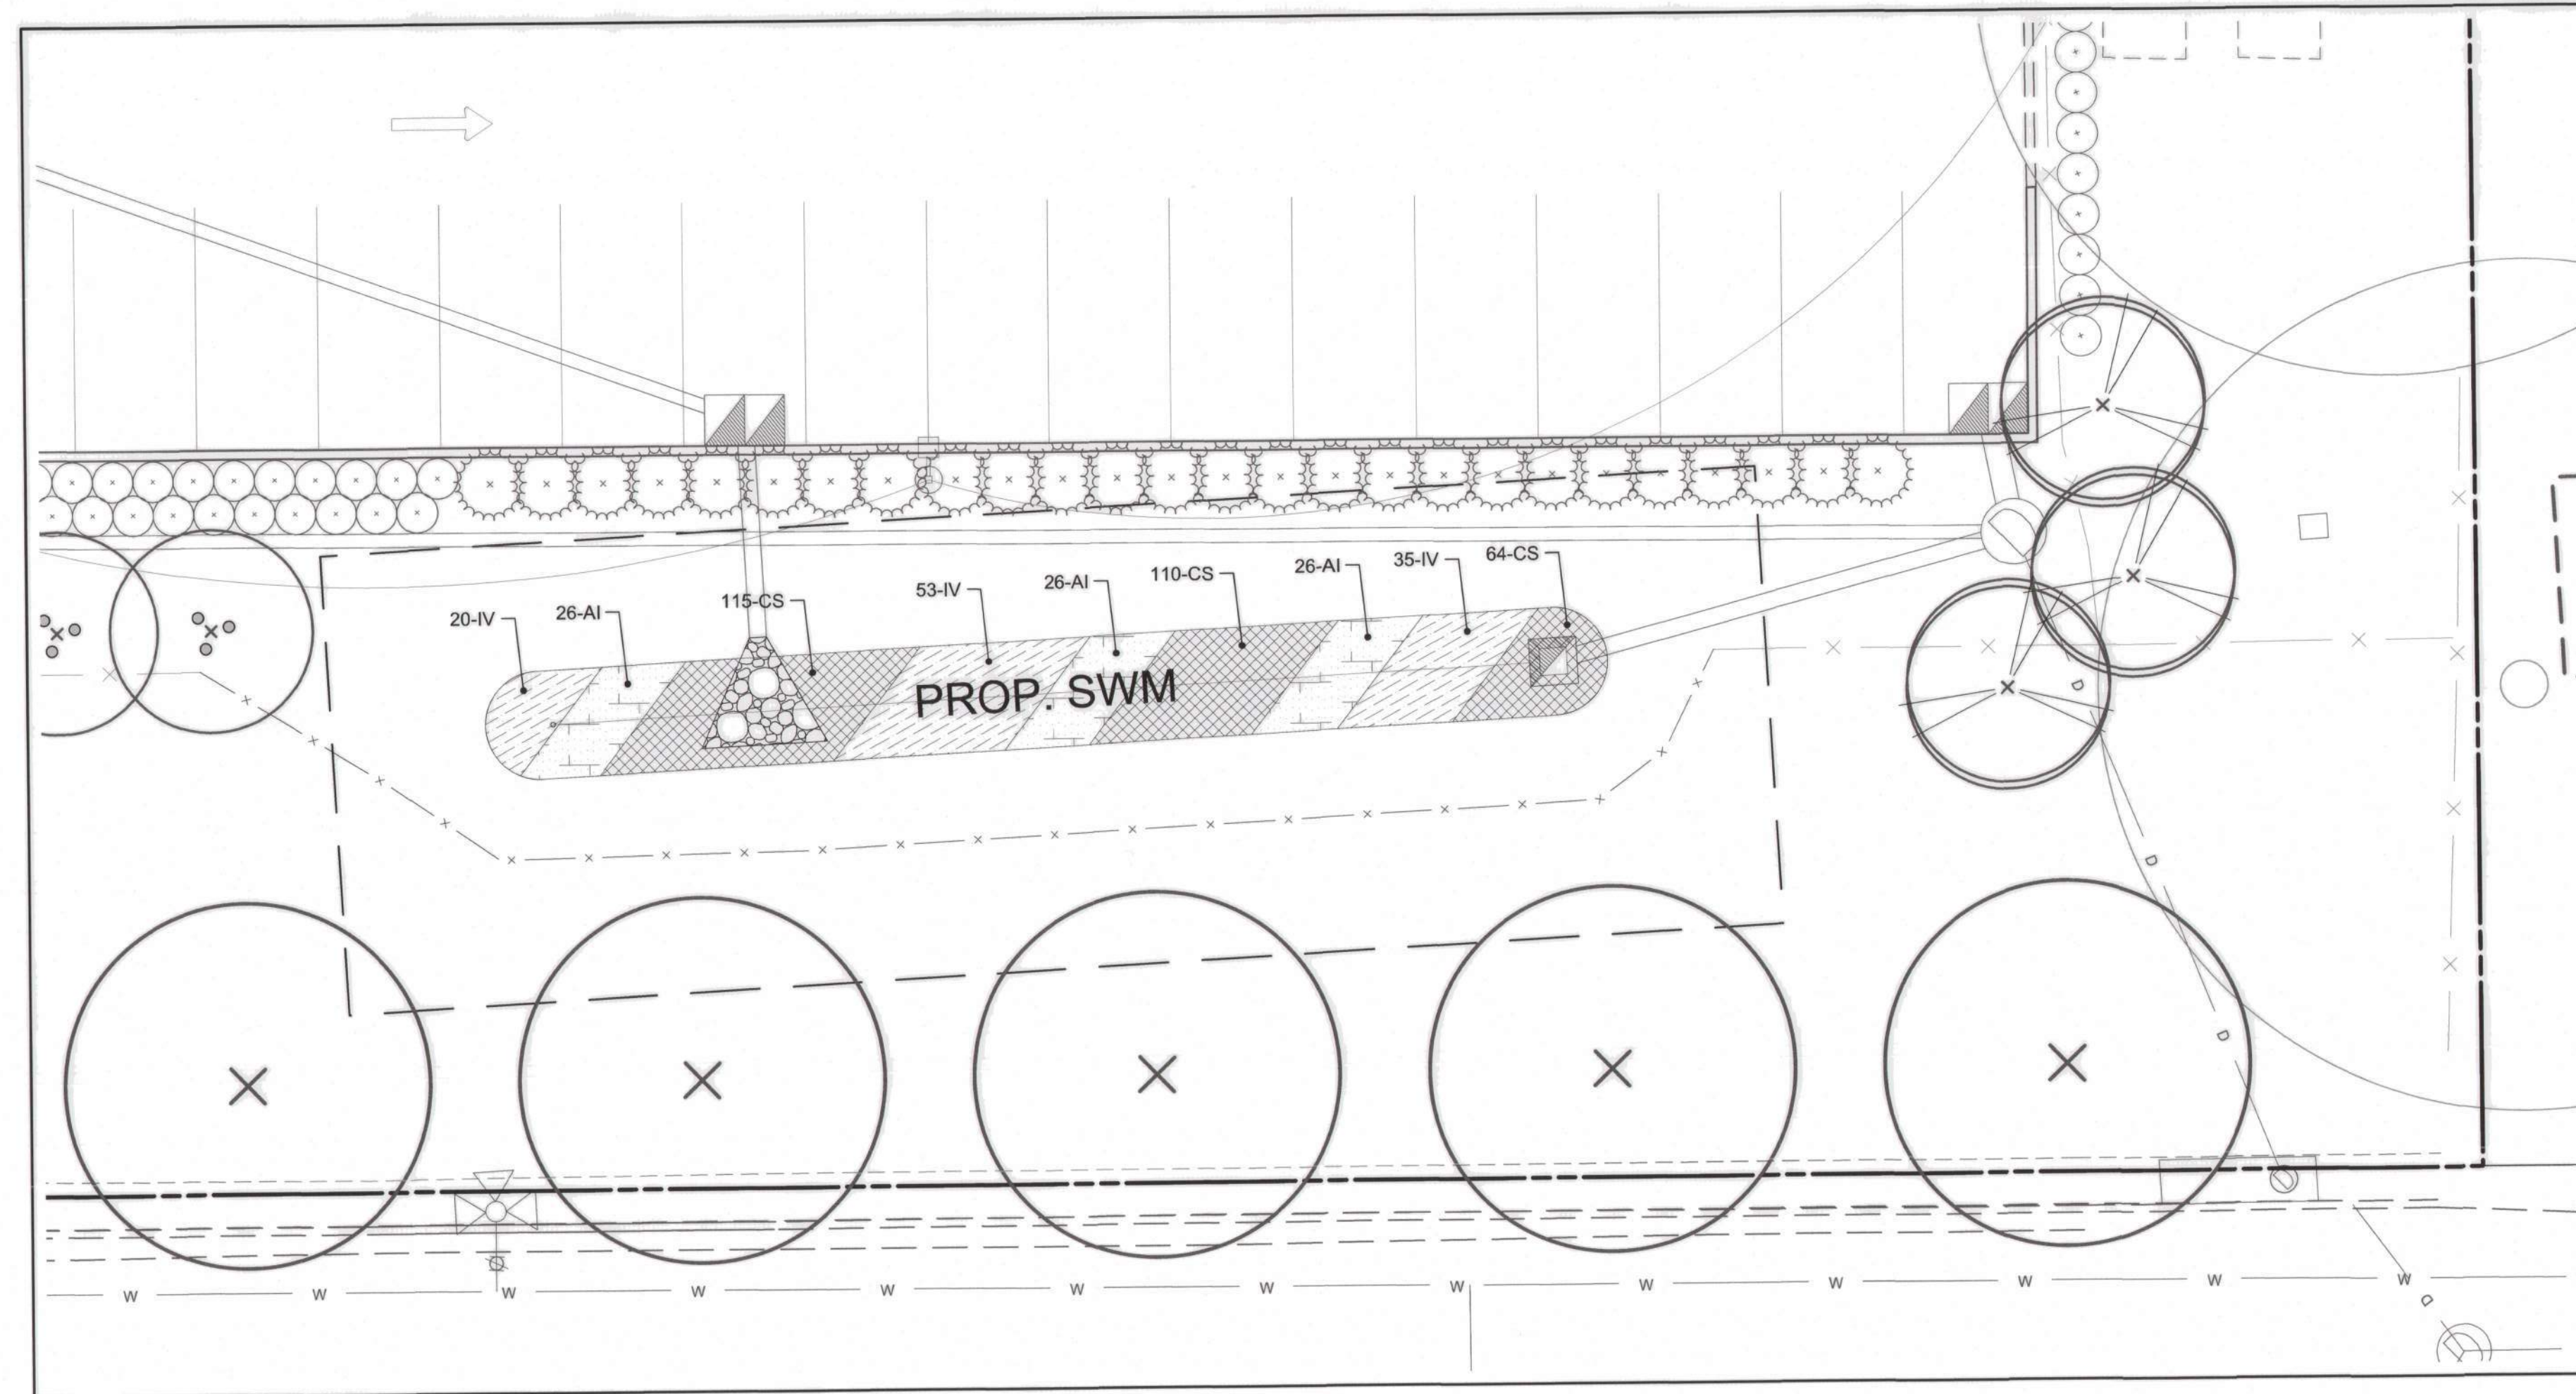 20-IV
26-AI
115-CS
53-IV
26-AI
110-CS
26-AI
35-IV
64-CS
PROP. SWM
D
D
D
W W W W W W W W W W W W W
D